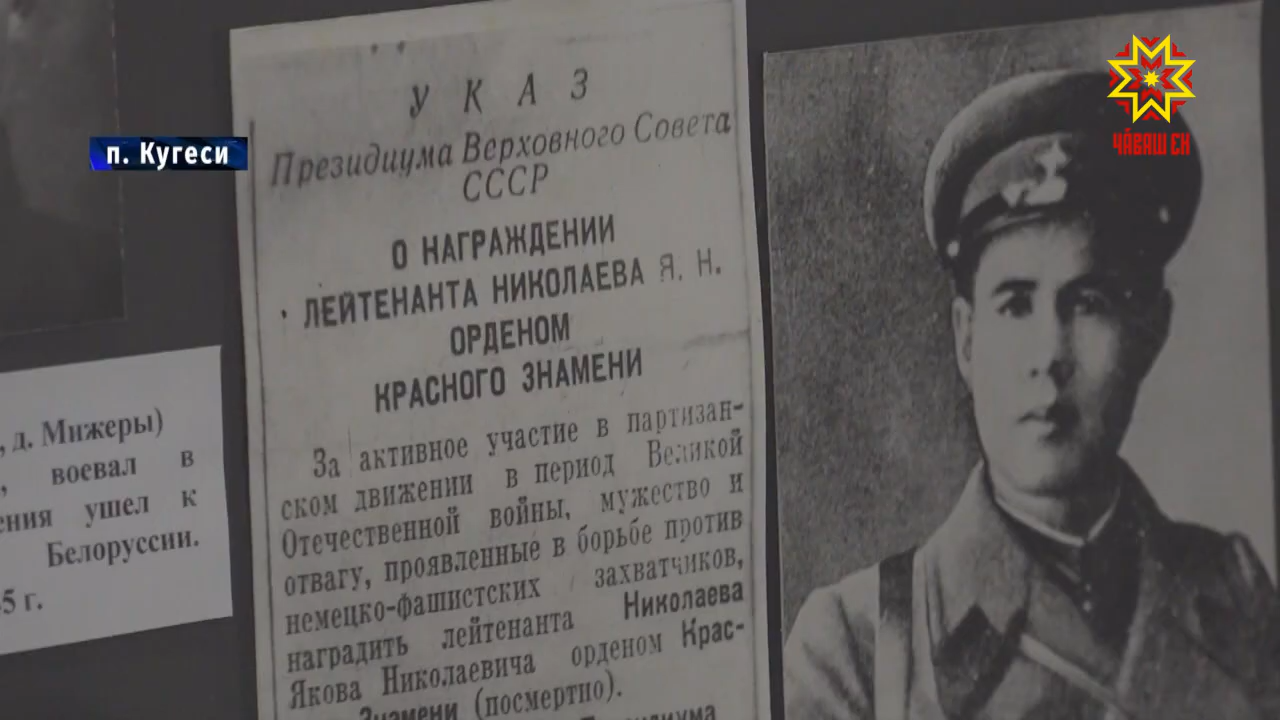 п. Кугеси
У К А З
Президиума Верховного Совета
СССР
О НАГРАЖДЕНИИ
ЛЕЙТЕНАНТА НИКОЛАЕВА Я. Н.
ОРДЕНОМ
КРАСНОГО ЗНАМЕНИ
За активное участие в партизан-
ском движении в период Великой
Отечественной войны, мужество и
отвагу, проявленные в борьбе против
немецко-фашистских захватчиков,
наградить лейтенанта Николаева
Якова Николаевича орденом Крас-
Знамени (посмертно).
, д. Мижеры)
, воевал в
ения ушел к
Белоруссии.
5 г.
ЧӐВАШ ЕН